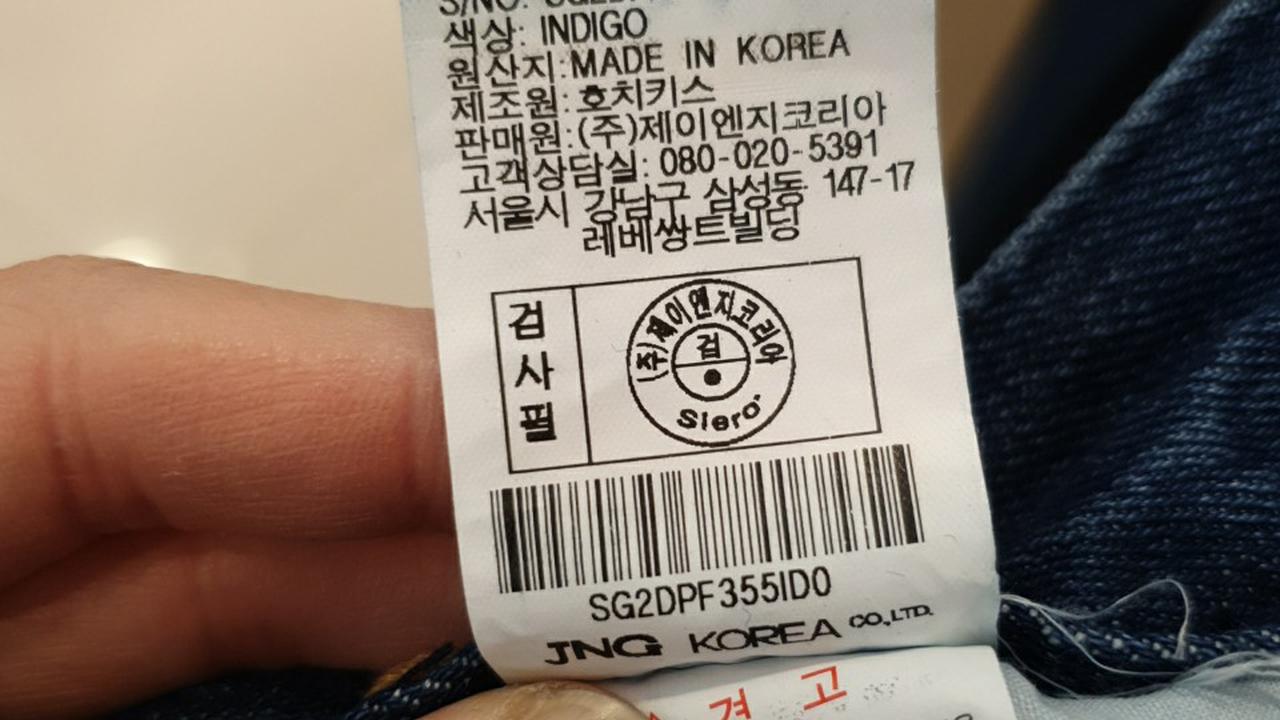 S/NO:
색상: INDIGO
원산지:MADE IN KOREA
제조원:호치키스
판매원:(주)제이엔지코리아
고객상담실: 080-020-5391
서울시 강남구 삼성동 147-17
레베쌍트빌딩
검사필
(주)제이엔지코리아
검
Siero
SG2DPF355ID0
JNG KOREA CO.,LTD.
경고